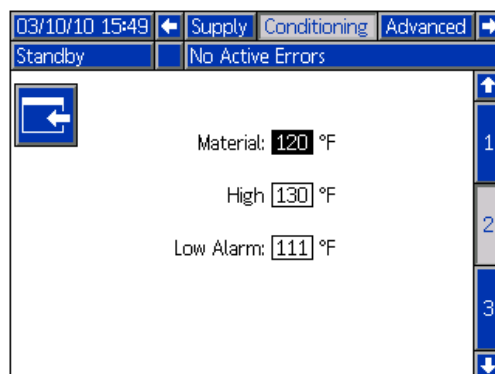 03/10/10 15:49 Supply Conditioning Advanced
Standby No Active Errors
Material: 120 °F
1
High 130 °F
2
Low Alarm: 111 °F
3